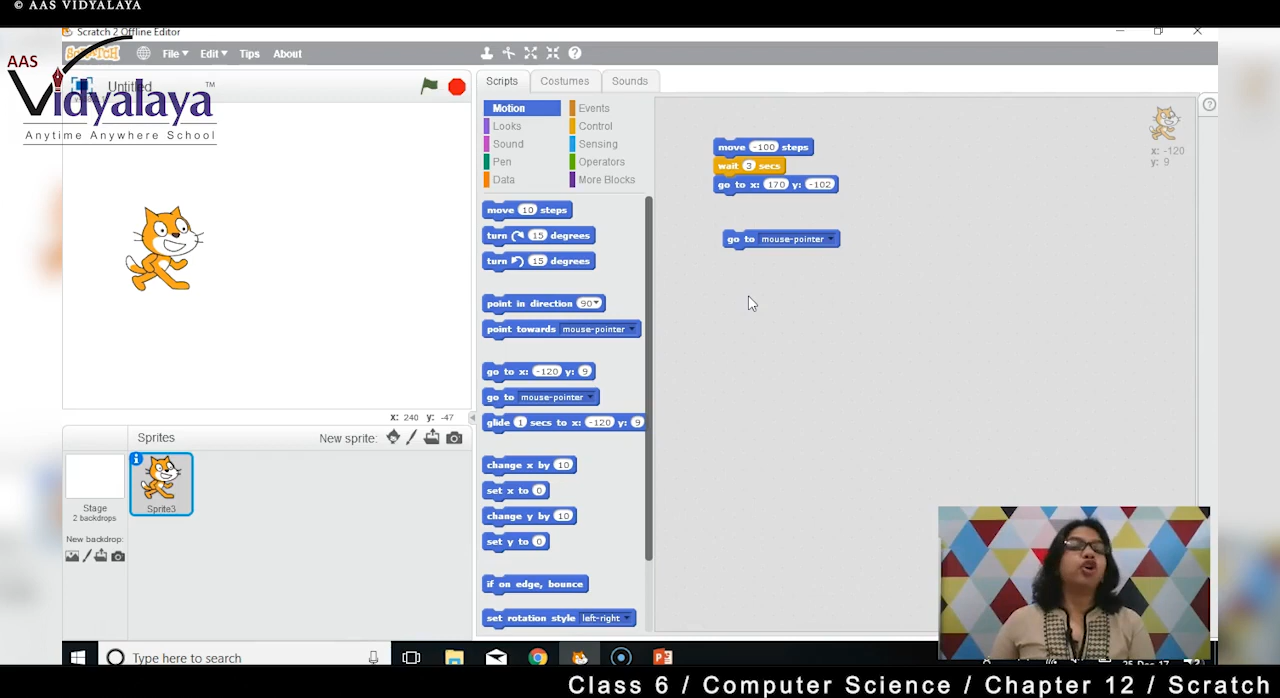 © AAS VIDYALAYA
Scratch 2 Offline Editor
SCRATCH
File Edit Tips About
AAS
Vidyalaya ™
Anytime Anywhere School
Untitled
Scripts Costumes Sounds
Motion Events
Looks Control
Sound Sensing
Pen Operators
Data More Blocks
move 10 steps
turn 15 degrees
turn 15 degrees
point in direction 90
point towards mouse-pointer
go to x: -120 y: 9
go to mouse-pointer
glide 1 secs to x: -120 y: 9
change x by 10
set x to 0
change y by 10
set y to 0
if on edge, bounce
set rotation style left-right
move -100 steps
wait 3 secs
go to x: 170 y: -102
go to mouse-pointer
x: -120
y: 9
x: 240 y: -47
Sprites New sprite:
Stage
2 backdrops
New backdrop:
Sprite3
Type here to search
25-Dec-17
Class 6 / Computer Science / Chapter 12 / Scratch